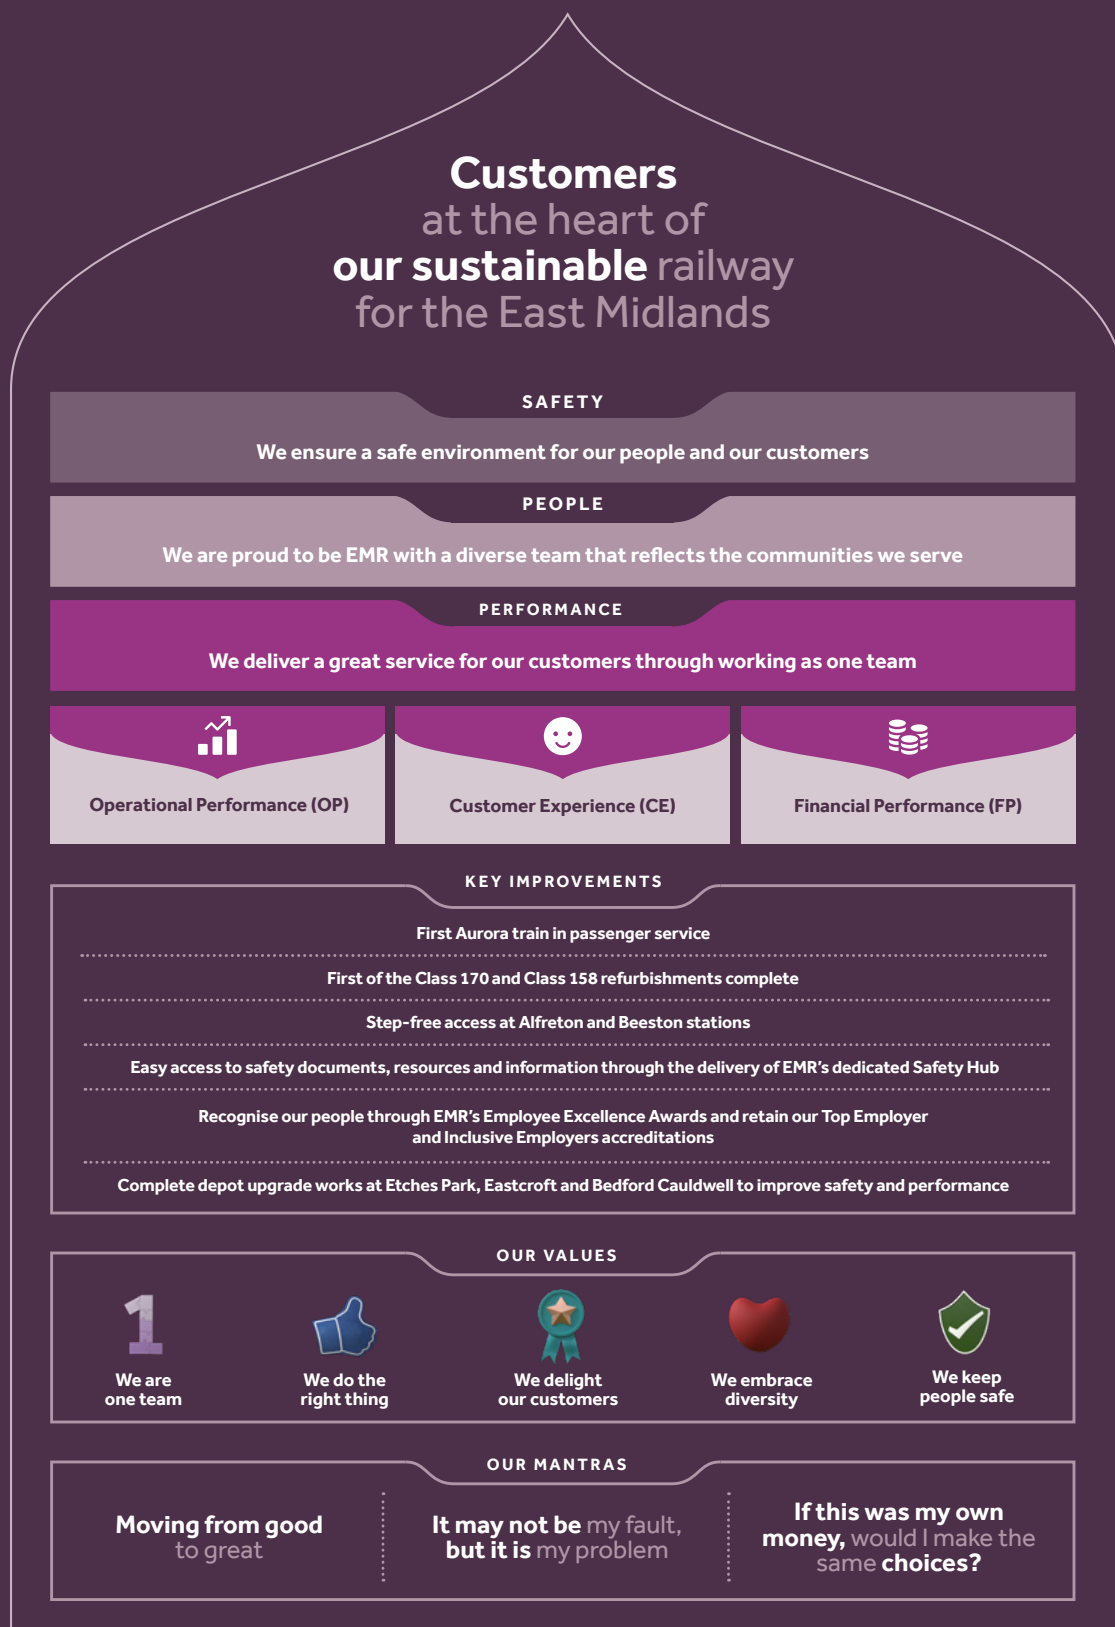 Customers
at the heart of
our sustainable railway
for the East Midlands
SAFETY
We ensure a safe environment for our people and our customers
PEOPLE
We are proud to be EMR with a diverse team that reflects the communities we serve
PERFORMANCE
We deliver a great service for our customers through working as one team
Operational Performance (OP)
Customer Experience (CE)
Financial Performance (FP)
KEY IMPROVEMENTS
First Aurora train in passenger service
First of the Class 170 and Class 158 refurbishments complete
Step-free access at Alfreton and Beeston stations
Easy access to safety documents, resources and information through the delivery of EMR's dedicated Safety Hub
Recognise our people through EMR's Employee Excellence Awards and retain our Top Employer
and Inclusive Employers accreditations
Complete depot upgrade works at Etches Park, Eastcroft and Bedford Cauldwell to improve safety and performance
OUR VALUES
1
We are
one team
We do the
right thing
We delight
our customers
We embrace
diversity
We keep
people safe
OUR MANTRAS
Moving from good
to great
It may not be my fault,
but it is my problem
If this was my own
money, would I make the
same choices?